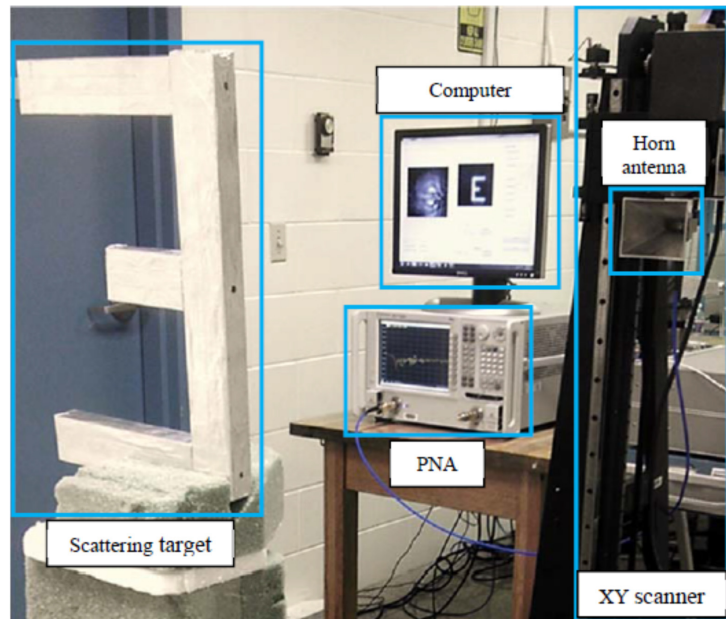 Computer
Horn
antenna
E
PNA
Scattering target
XY scanner